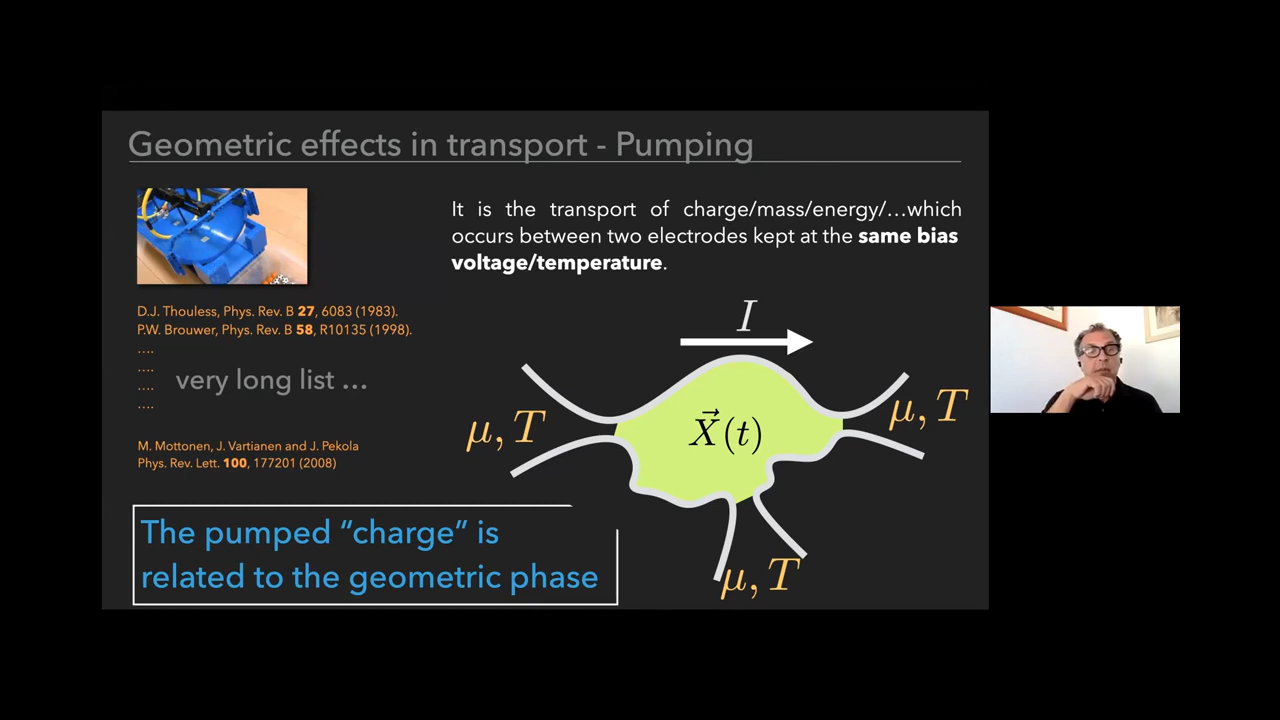 Geometric effects in transport - Pumping
It is the transport of charge/mass/energy/…which
occurs between two electrodes kept at the same bias
voltage/temperature.
D.J. Thouless, Phys. Rev. B 27, 6083 (1983).
P.W. Brouwer, Phys. Rev. B 58, R10135 (1998).
....
....
very long list …
....
....
M. Mottonen, J. Vartianen and J. Pekola
Phys. Rev. Lett. 100, 177201 (2008)
I
μ, T
X⃗(t)
μ, T
μ, T
The pumped “charge” is
related to the geometric phase